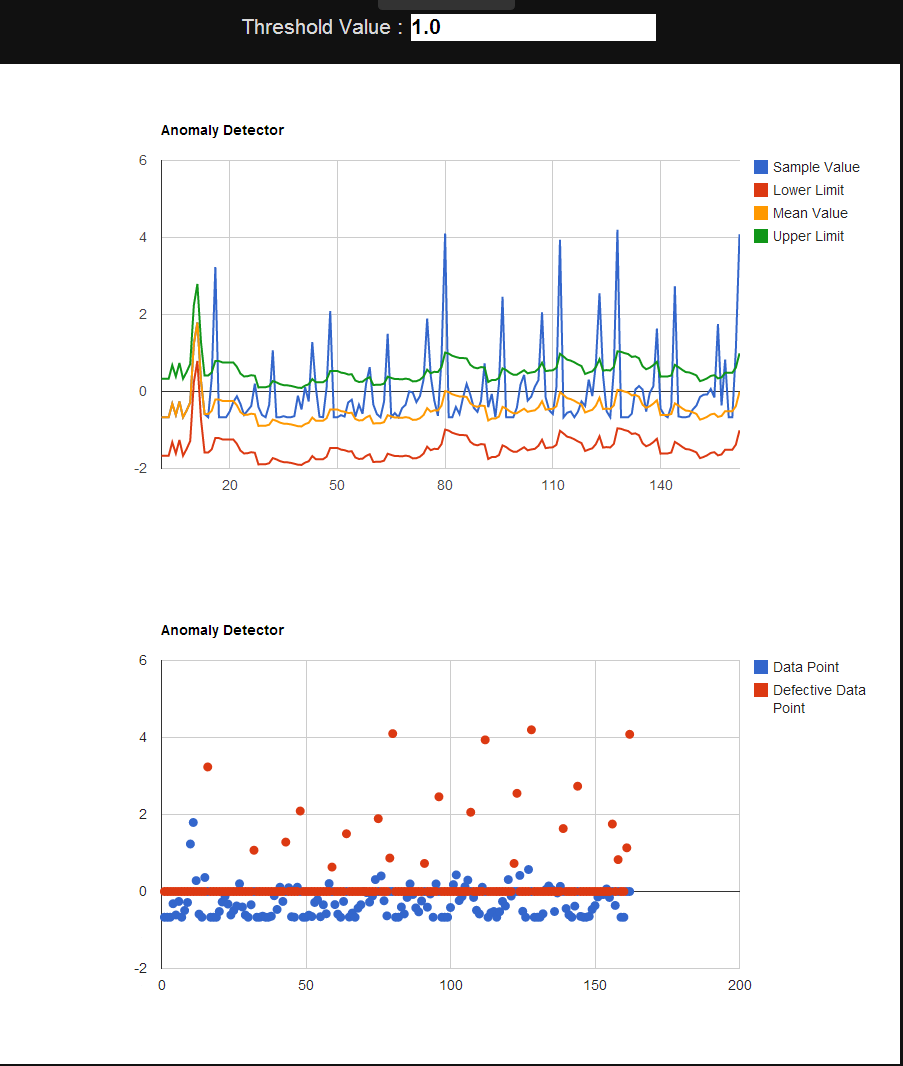 Threshold Value : 1.0
Anomaly Detector
6
4
2
0
-2
20 50 80 110 140
Sample Value
Lower Limit
Mean Value
Upper Limit
Anomaly Detector
6
4
2
0
-2
0 50 100 150 200
Data Point
Defective Data
Point